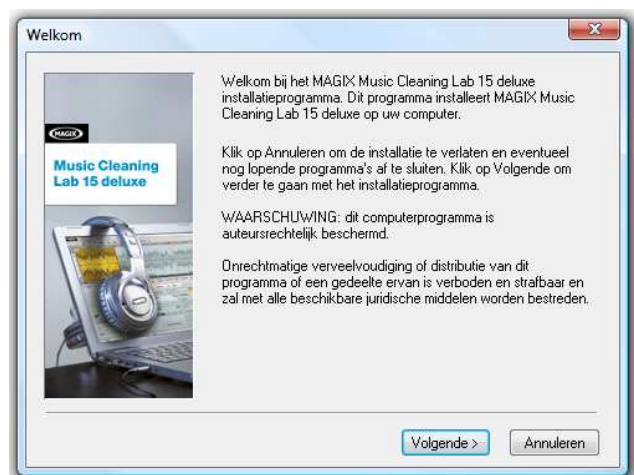 Welkom
MAGIX
Music Cleaning
Lab 15 deluxe
Welkom bij het MAGIX Music Cleaning Lab 15 deluxe
installatieprogramma. Dit programma installeert MAGIX Music
Cleaning Lab 15 deluxe op uw computer.
Klik op Annuleren om de installatie te verlaten en eventueel
nog lopende programma's af te sluiten. Klik op Volgende om
verder te gaan met het installatieprogramma.
WAARSCHUWING: dit computerprogramma is
auteursrechtelijk beschermd.
Onrechtmatige verveelvoudiging of distributie van dit
programma of een gedeelte ervan is verboden en strafbaar en
zal met alle beschikbare juridische middelen worden bestreden.
Volgende >
Annuleren